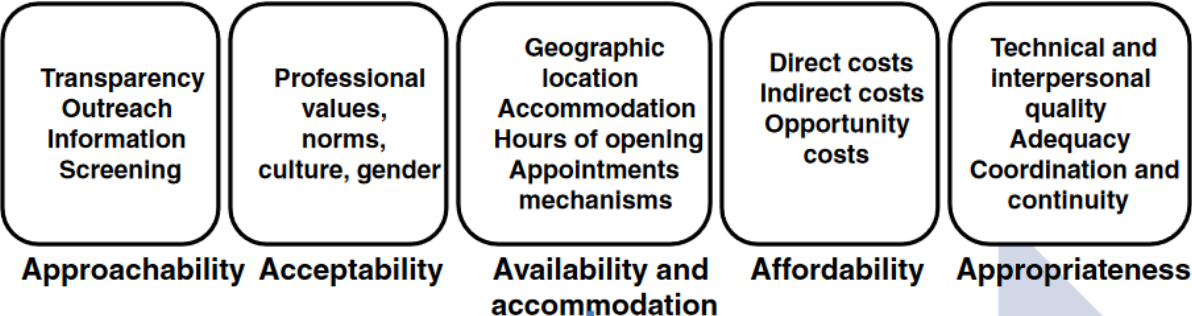 Transparency
Outreach
Information
Screening
Professional
values,
norms,
culture, gender
Geographic
location
Accommodation
Hours of opening
Appointments
mechanisms
Direct costs
Indirect costs
Opportunity
costs
Technical and
interpersonal
quality
Adequacy
Coordination and
continuity
Approachability
Acceptability
Availability and
accommodation
Affordability
Appropriateness